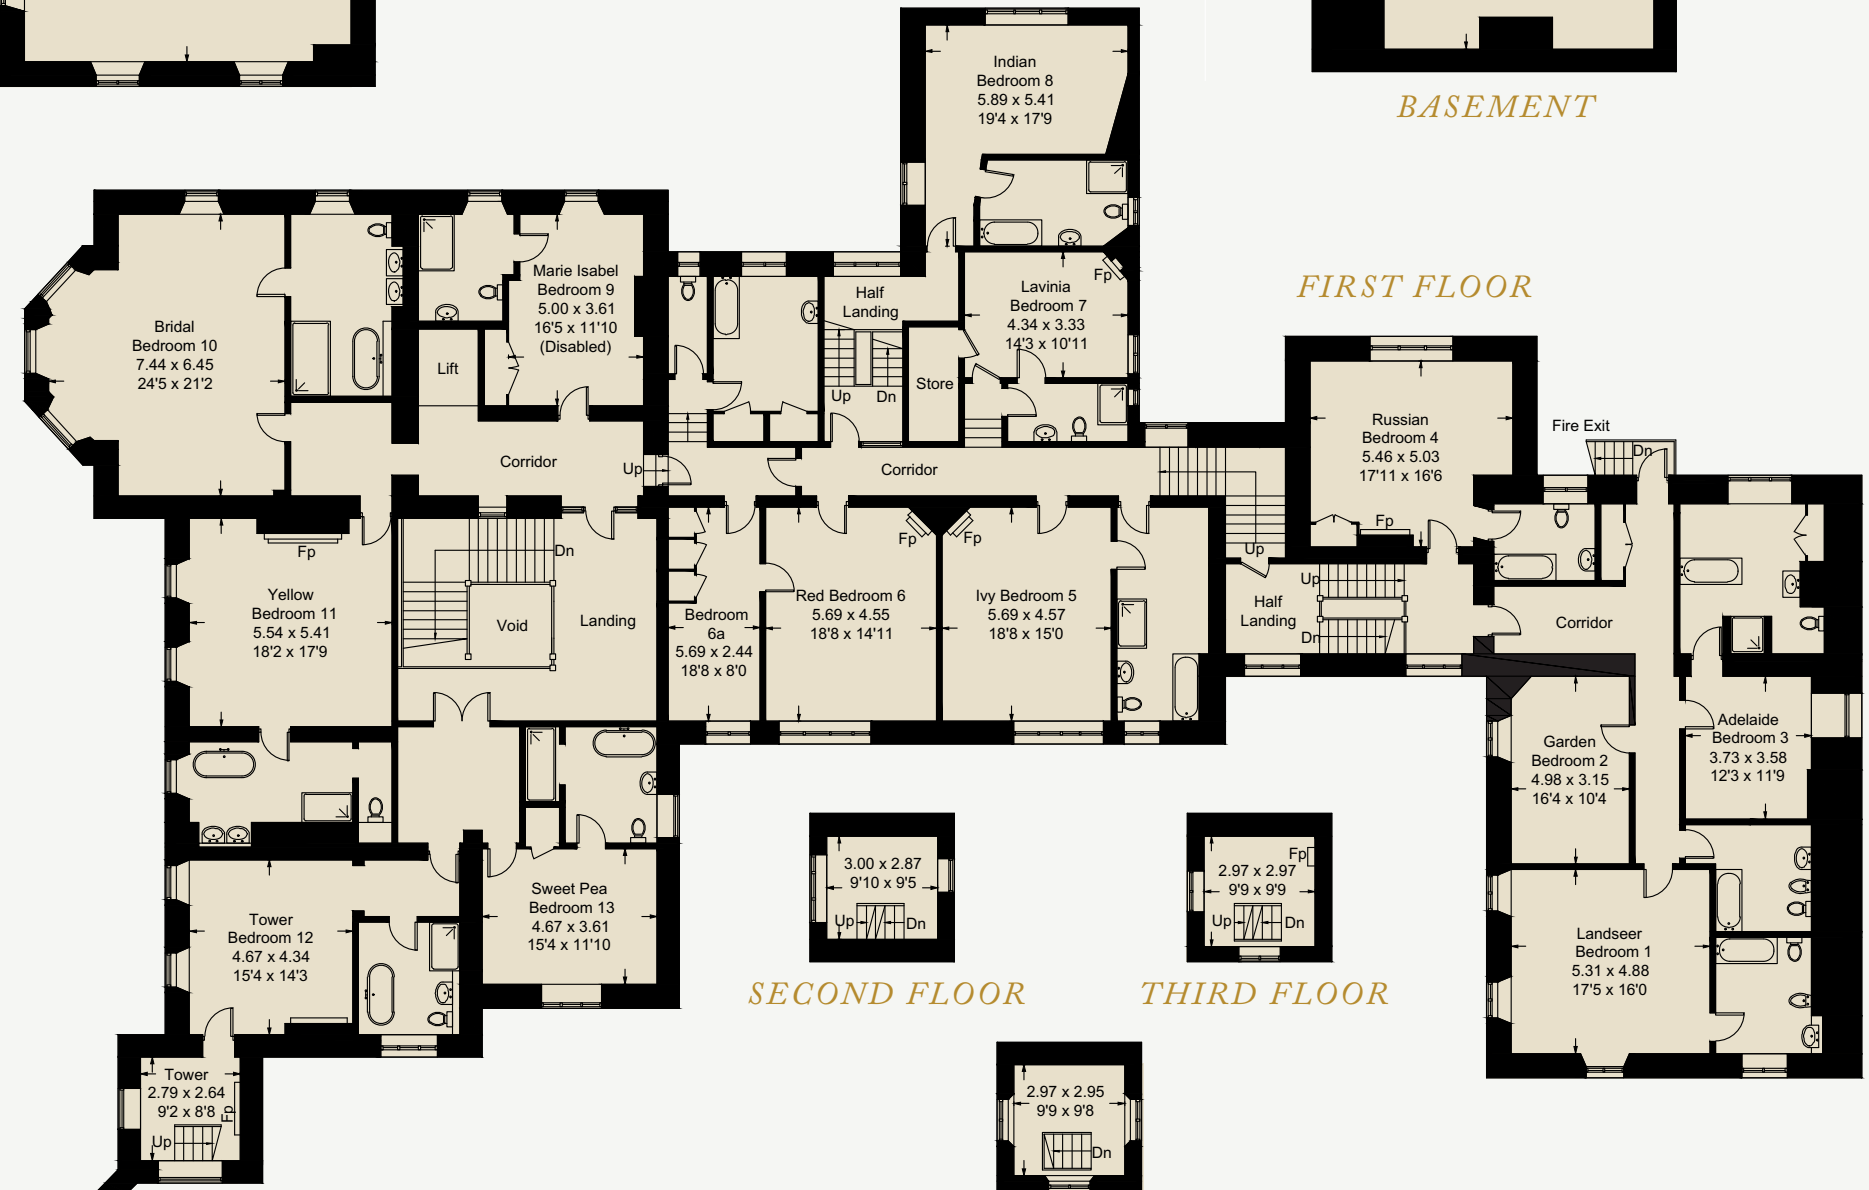 BASEMENT
FIRST FLOOR
Indian
Bedroom 8
5.89 x 5.41
19'4 x 17'9
Marie Isabel
Bedroom 9
5.00 x 3.61
16'5 x 11'10
(Disabled)
Bridal
Bedroom 10
7.44 x 6.45
24'5 x 21'2
Lift
Half
Landing
Up
Dn
Store
Fp
Lavinia
Bedroom 7
4.34 x 3.33
14'3 x 10'11
Corridor
Up
Corridor
Russian
Bedroom 4
5.46 x 5.03
17'11 x 16'6
Fp
Fire Exit
Dn
Fp
Yellow
Bedroom 11
5.54 x 5.41
18'2 x 17'9
Dn
Void
Landing
Bedroom
6a
5.69 x 2.44
18'8 x 8'0
Fp
Red Bedroom 6
5.69 x 4.55
18'8 x 14'11
Fp
Ivy Bedroom 5
5.69 x 4.57
18'8 x 15'0
Up
Up
Half
Landing
Dn
Corridor
Garden
Bedroom 2
4.98 x 3.15
16'4 x 10'4
Adelaide
Bedroom 3
3.73 x 3.58
12'3 x 11'9
Landseer
Bedroom 1
5.31 x 4.88
17'5 x 16'0
Tower
Bedroom 12
4.67 x 4.34
15'4 x 14'3
Sweet Pea
Bedroom 13
4.67 x 3.61
15'4 x 11'10
3.00 x 2.87
9'10 x 9'5
Up
Dn
SECOND FLOOR
Fp
2.97 x 2.97
9'9 x 9'9
Up
Dn
THIRD FLOOR
Tower
2.79 x 2.64
9'2 x 8'8
Fp
Up
2.97 x 2.95
9'9 x 9'8
Dn